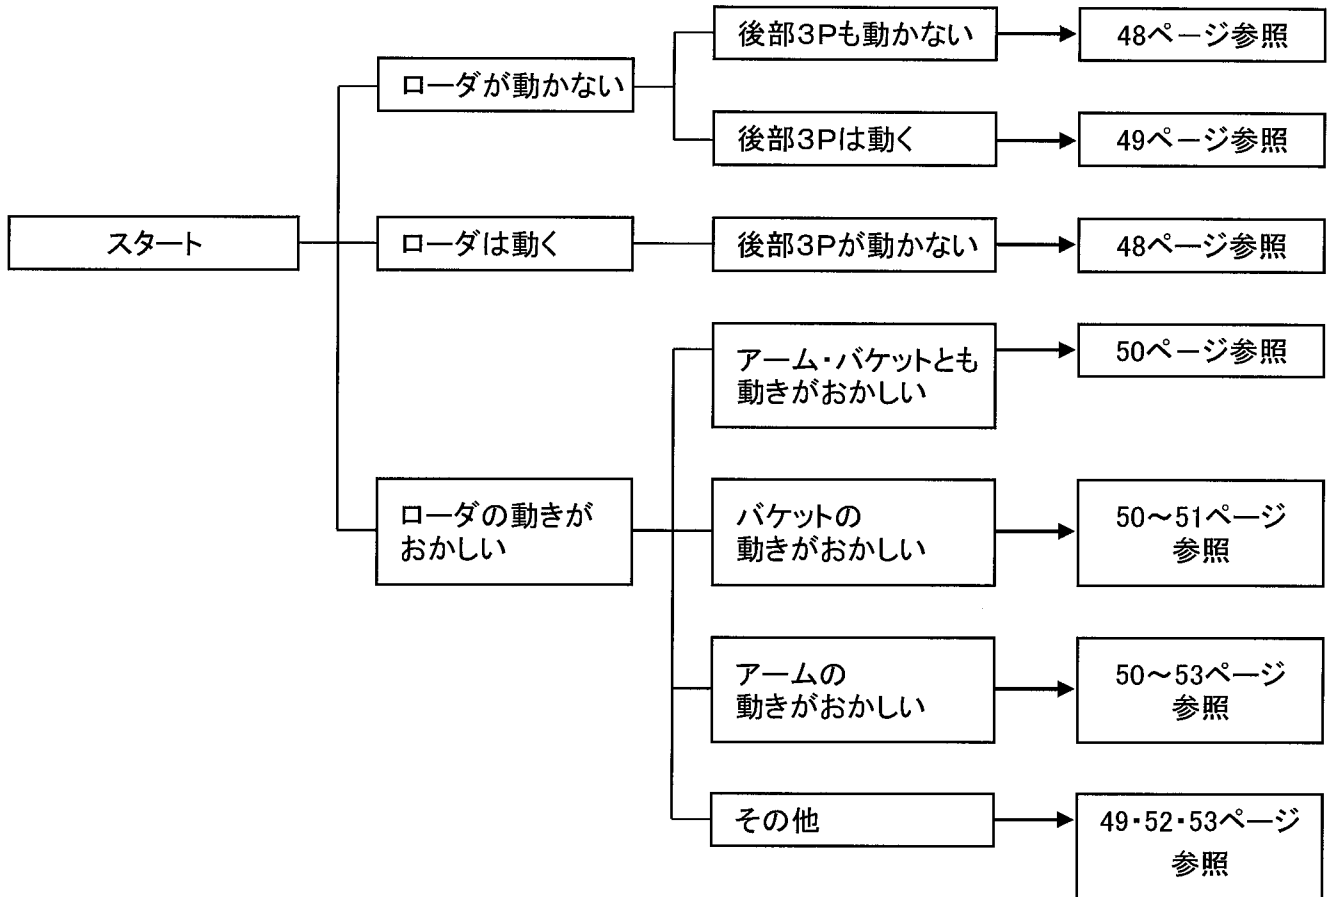 スタート
ローダが動かない
後部3Pも動かない
48ページ参照
後部3Pは動く
49ページ参照
ローダは動く
後部3Pが動かない
48ページ参照
ローダの動きが
おかしい
アーム・バケットとも
動きがおかしい
50ページ参照
バケットの
動きがおかしい
50～51ページ
参照
アームの
動きがおかしい
50～53ページ
参照
その他
49・52・53ページ
参照